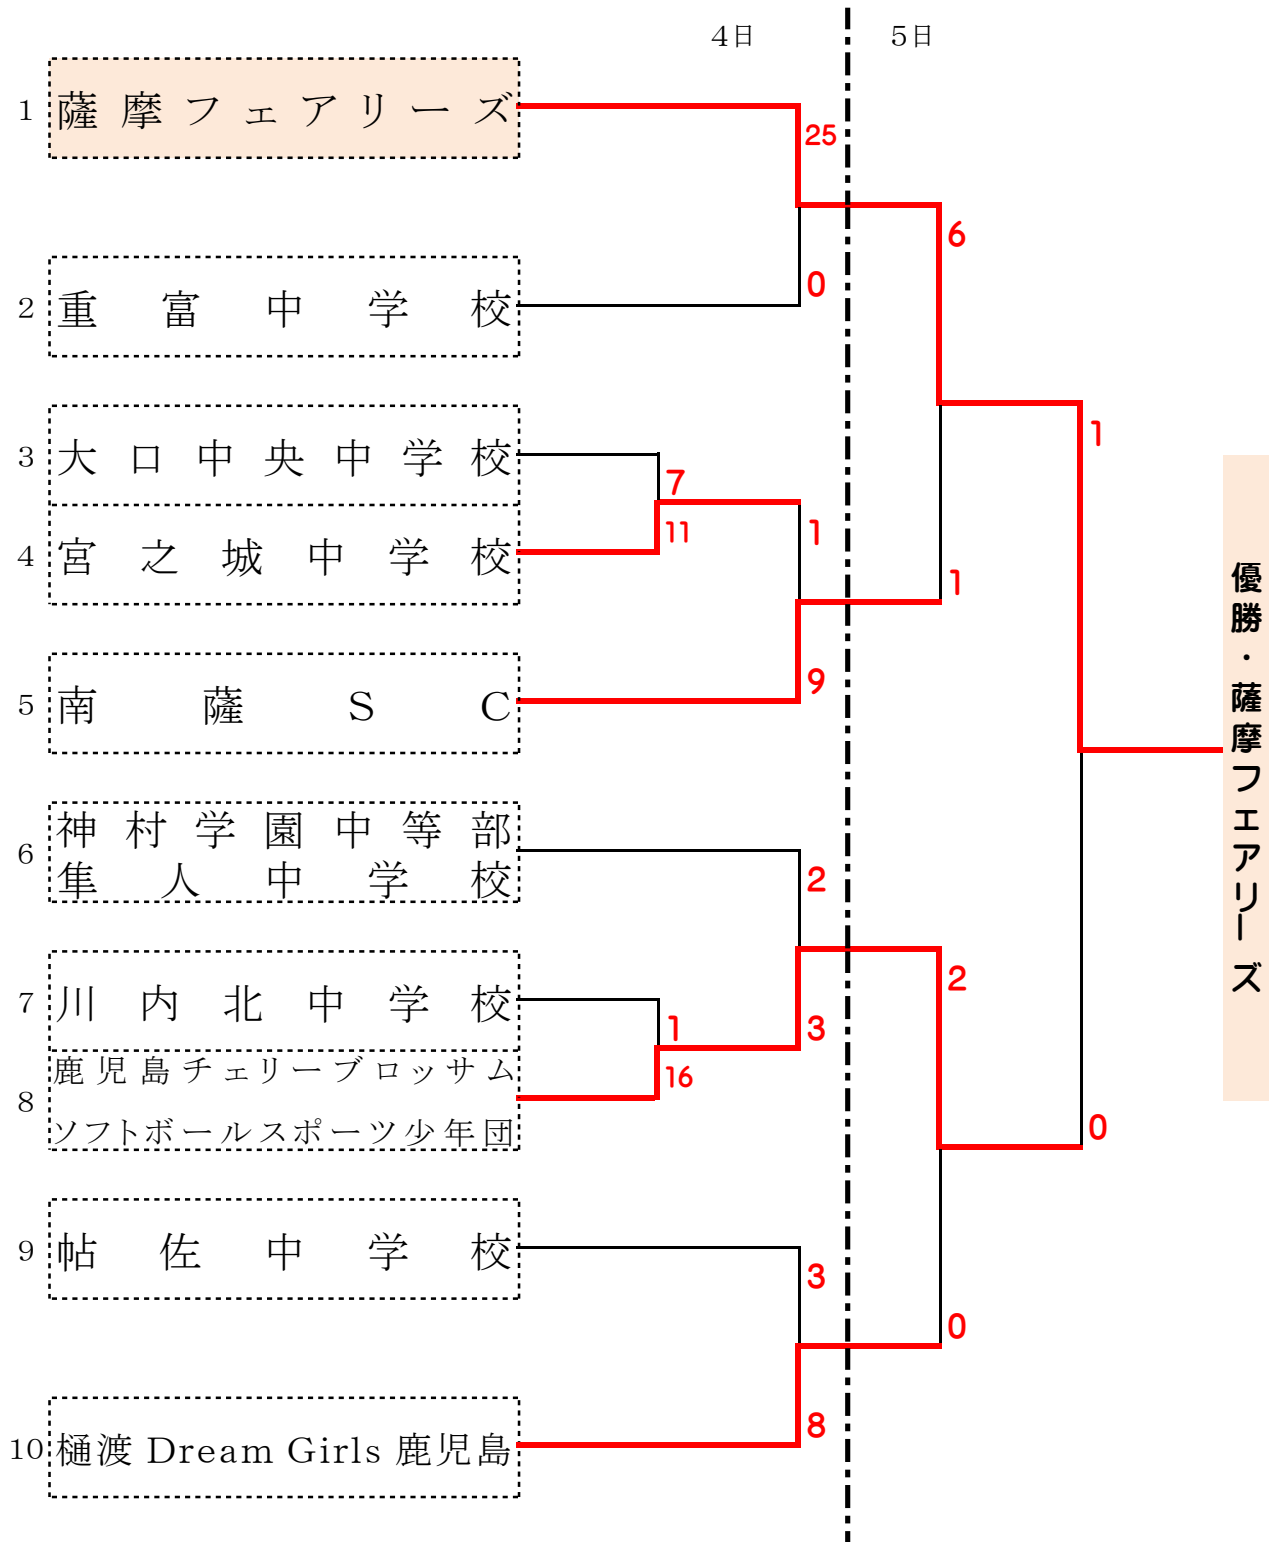 4日
5日
1
薩摩フェアリーズ
25
6
0
2
重富中学校
3
大口中央中学校
7
1
4
宮之城中学校
11
1
1
5
南薩SC
9
優勝・薩摩フェアリーズ
6
神村学園中等部
隼人中学校
2
2
7
川内北中学校
1
3
8
鹿児島チェリーブロッサム
ソフトボールスポーツ少年団
16
0
9
帖佐中学校
3
0
10
樋渡 Dream Girls 鹿児島
8